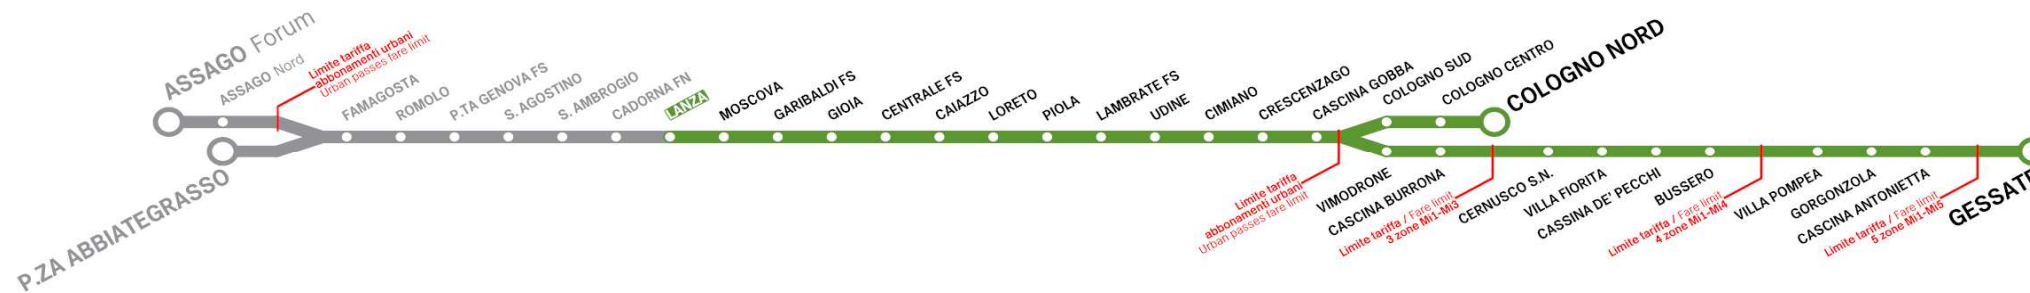 ASSAGO Forum
ASSAGO Nord
Limite tariffa
abbonamenti urbani
Urban passes fare limit
P.ZA ABBIATEGRASSO
FAMAGOSTA
ROMOLO
P.TA GENOVA FS
S. AGOSTINO
S. AMBROGIO
CADORNA FN
LANZA
MOSCOVA
GARIBALDI FS
GIOIA
CENTRALE FS
CAIAZZO
LORETO
PIOLA
LAMBRATE FS
UDINE
CIMIANO
CRESCENZAGO
CASCINA GOBBA
Limite tariffa
abbonamenti urbani
Urban passes fare limit
COLOGNO SUD
COLOGNO CENTRO
COLOGNO NORD
VIMODRONE
CASCINA BURRONA
Limite tariffa / Fare limit
3 zone Mi1-Mi3
CERNUSCO S.N.
VILLA FIORITA
CASSINA DE' PECCHI
BUSSERO
Limite tariffa / Fare limit
4 zone Mi1-Mi4
VILLA POMPEA
GORGONZOLA
CASCINA ANTONIETTA
Limite tariffa / Fare limit
5 zone Mi1-Mi5
GESSATE